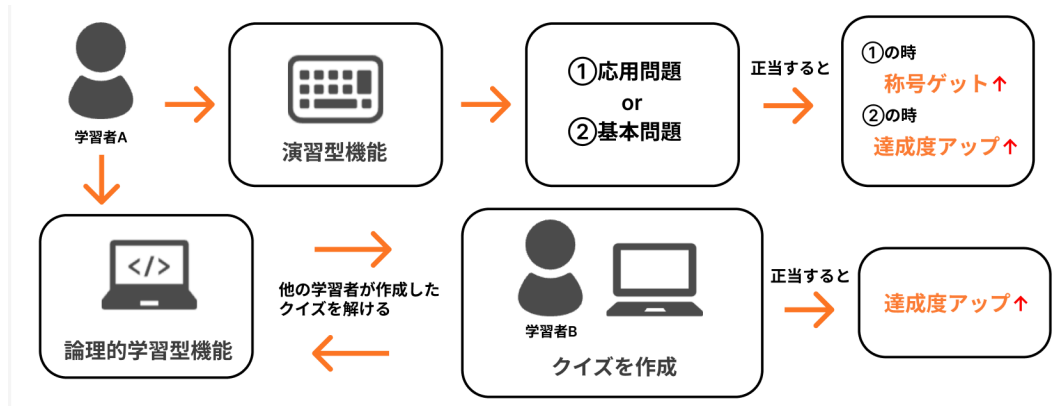 学習者A
演習型機能
①応用問題
or
②基本問題
正当すると
①の時
称号ゲット↑
②の時
達成度アップ↑
</>
論理的学習型機能
他の学習者が作成した
クイズを解ける
学習者B
クイズを作成
正当すると
達成度アップ↑